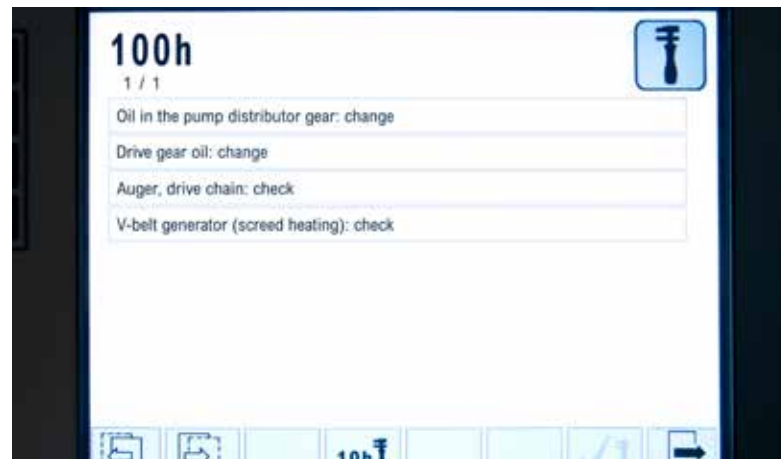 100h
1 / 1
Oil in the pump distributor gear: change
Drive gear oil: change
Auger, drive chain: check
V-belt generator (screed heating): check
10h